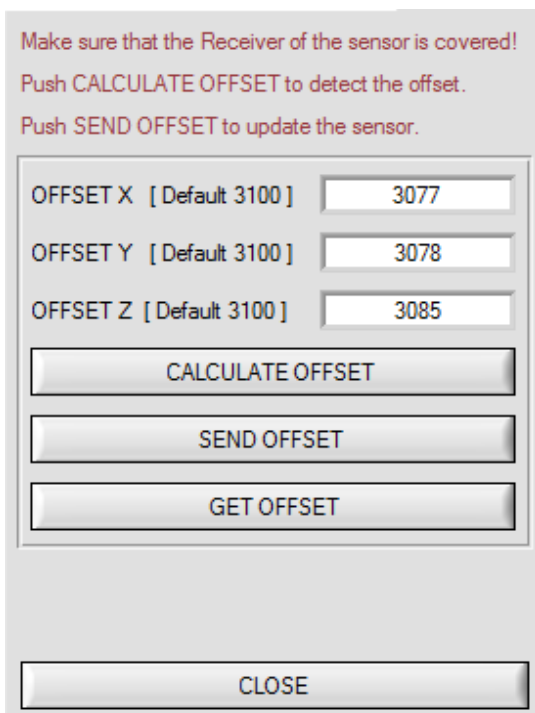 Make sure that the Receiver of the sensor is covered!
Push CALCULATE OFFSET to detect the offset.
Push SEND OFFSET to update the sensor.
OFFSET X [ Default 3100 ] 3077
OFFSET Y [ Default 3100 ] 3078
OFFSET Z [ Default 3100 ] 3085
CALCULATE OFFSET
SEND OFFSET
GET OFFSET
CLOSE